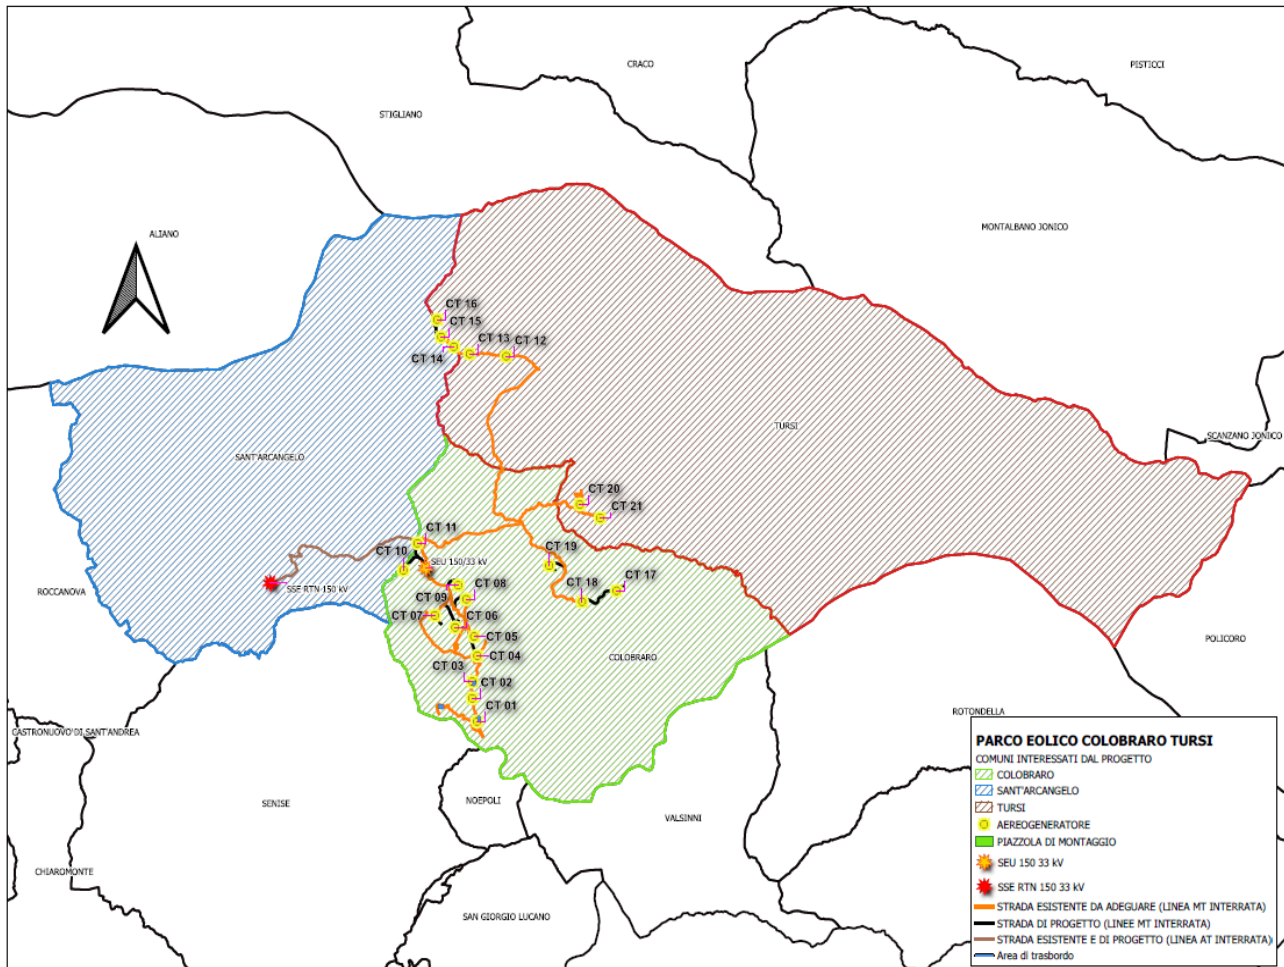 CRACO
PISTICCI
STIGLIANO
ALIANO
MONTALBANO JONICO
CT 16
CT 15
CT 13
CT 12
CT 14
TURSI
SCANZANO JONICO
SANT'ARCANGELO
CT 20
CT 21
CT 11
CT 19
CT 10
SEU 150/33 kV
CT 08
CT 18
CT 17
SSE RTN 150 kV
ROCCANOVA
CT 09
CT 07
CT 06
CT 05
POLICORO
CT 04
COLOBRARO
CT 03
CT 02
CT 01
ROTONDELLA
CASTRONUOVO DI SANT'ANDREA
SENISE
NOEPOLI
VALSINNI
CHIAROMONTE
SAN GIORGIO LUCANO
PARCO EOLICO COLOBRARO TURSI
COMUNI INTERESSATI DAL PROGETTO
COLOBRARO
SANT'ARCANGELO
TURSI
AEREOGENERATORE
PIAZZOLA DI MONTAGGIO
SEU 150 33 kV
SSE RTN 150 33 kV
STRADA ESISTENTE DA ADEGUARE (LINEA MT INTERRATA)
STRADA DI PROGETTO (LINEE MT INTERRATA)
STRADA ESISTENTE E DI PROGETTO (LINEA AT INTERRATA)
Area di trasbordo